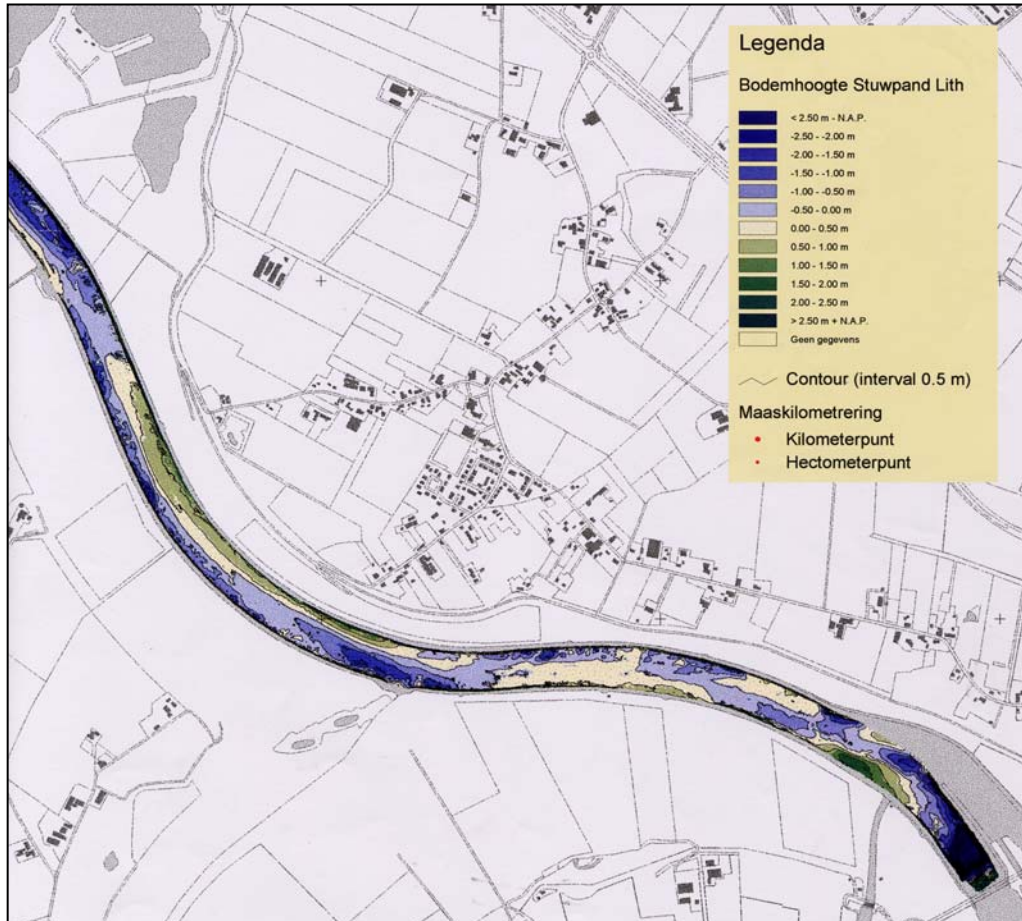 Legenda
Bodemhoogte Stuwpand Lith
< 2.50 m - N.A.P.
-2.50 - -2.00 m
-2.00 - -1.50 m
-1.50 - -1.00 m
-1.00 - -0.50 m
-0.50 - 0.00 m
0.00 - 0.50 m
0.50 - 1.00 m
1.00 - 1.50 m
1.50 - 2.00 m
2.00 - 2.50 m
> 2.50 m + N.A.P.
Geen gegevens
Contour (interval 0.5 m)
Maaskilometrering
Kilometerpunt
Hectometerpunt